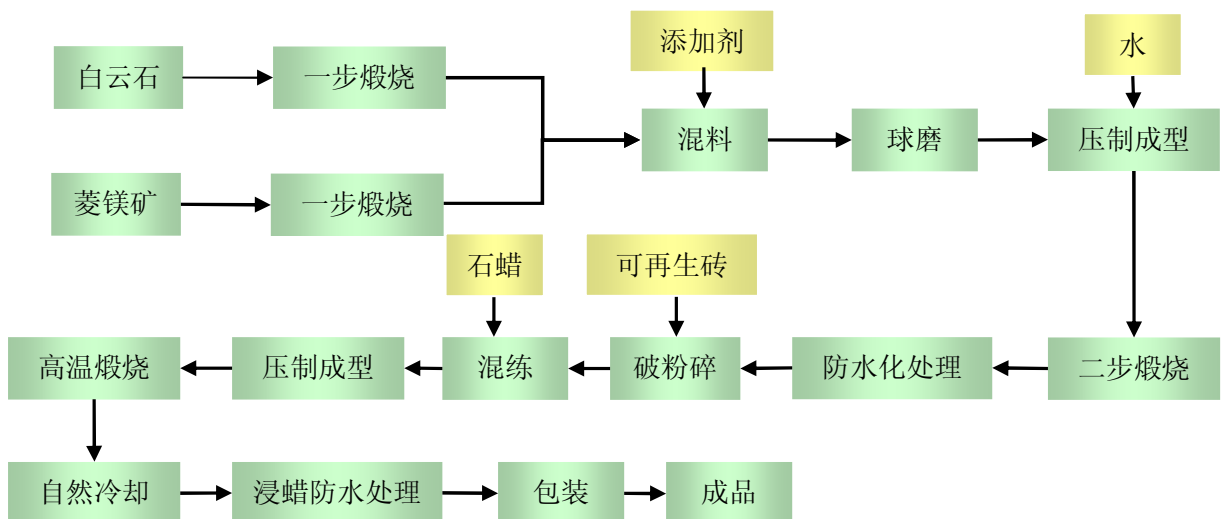 添加剂
水
白云石
一步煅烧
混料
球磨
压制成型
菱镁矿
一步煅烧
石蜡
可再生砖
高温煅烧
压制成型
混练
破粉碎
防水化处理
二步煅烧
自然冷却
浸蜡防水处理
包装
成品